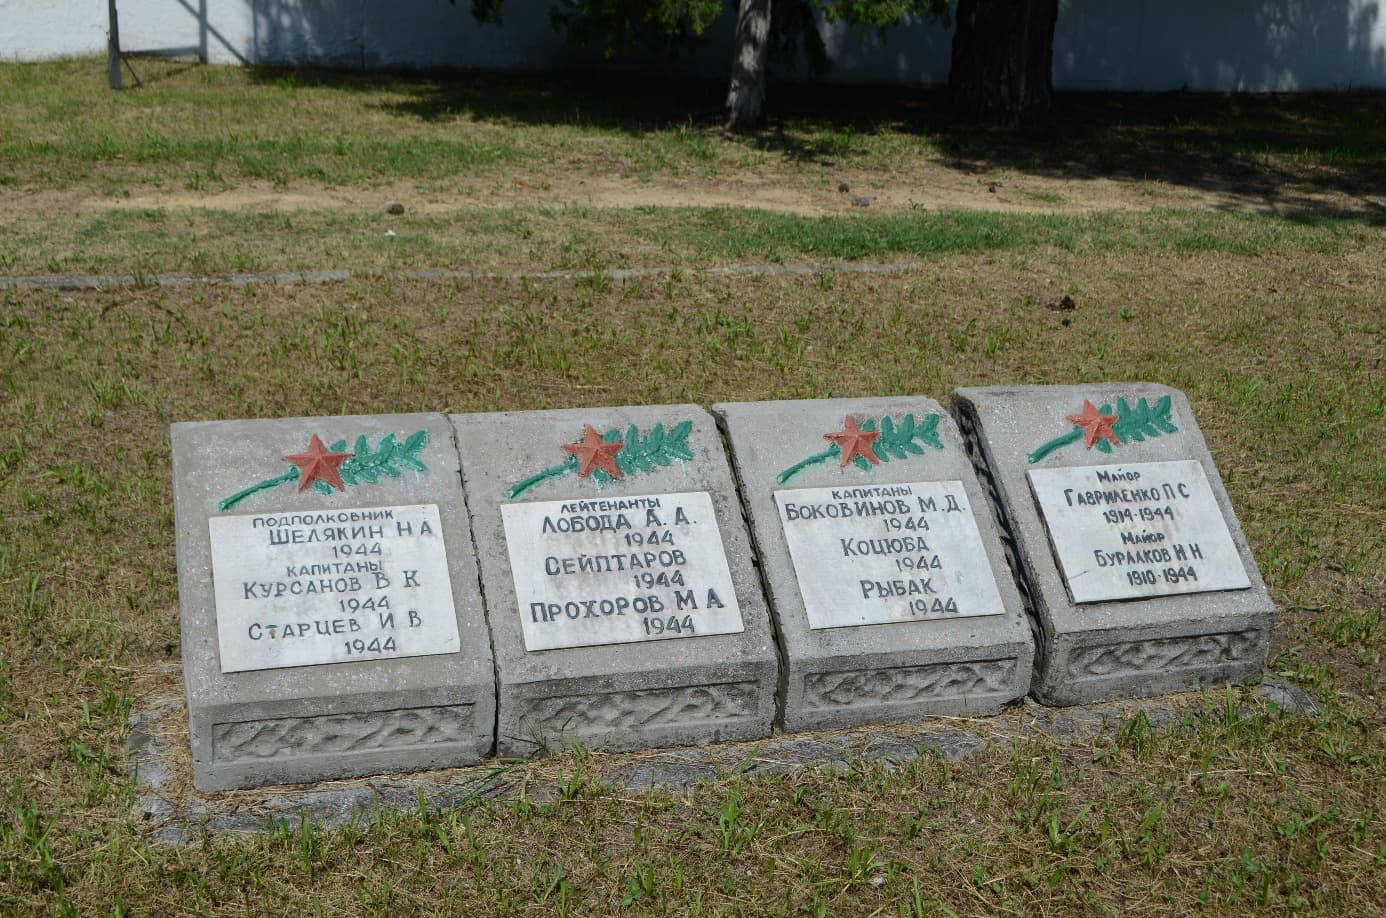 ПОДПОЛКОВНИК
ШЕЛЯКИН Н А
1944
КАПИТАНЫ
КУРСАНОВ В К
1944
СТАРЦЕВ И В
1944
ЛЕЙТЕНАНТЫ
ЛОБОДА А. А.
1944
СЕЙПТАРОВ
1944
ПРОХОРОВ М А
1944
КАПИТАНЫ
БОКОВИНОВ М. Д.
1944
КОЦЮБА
1944
РЫБАК
1944
МАЙОР
ГАВРИЛЕНКО П С
1914-1944
МАЙОР
БУРЛАКОВ И Н
1910-1944